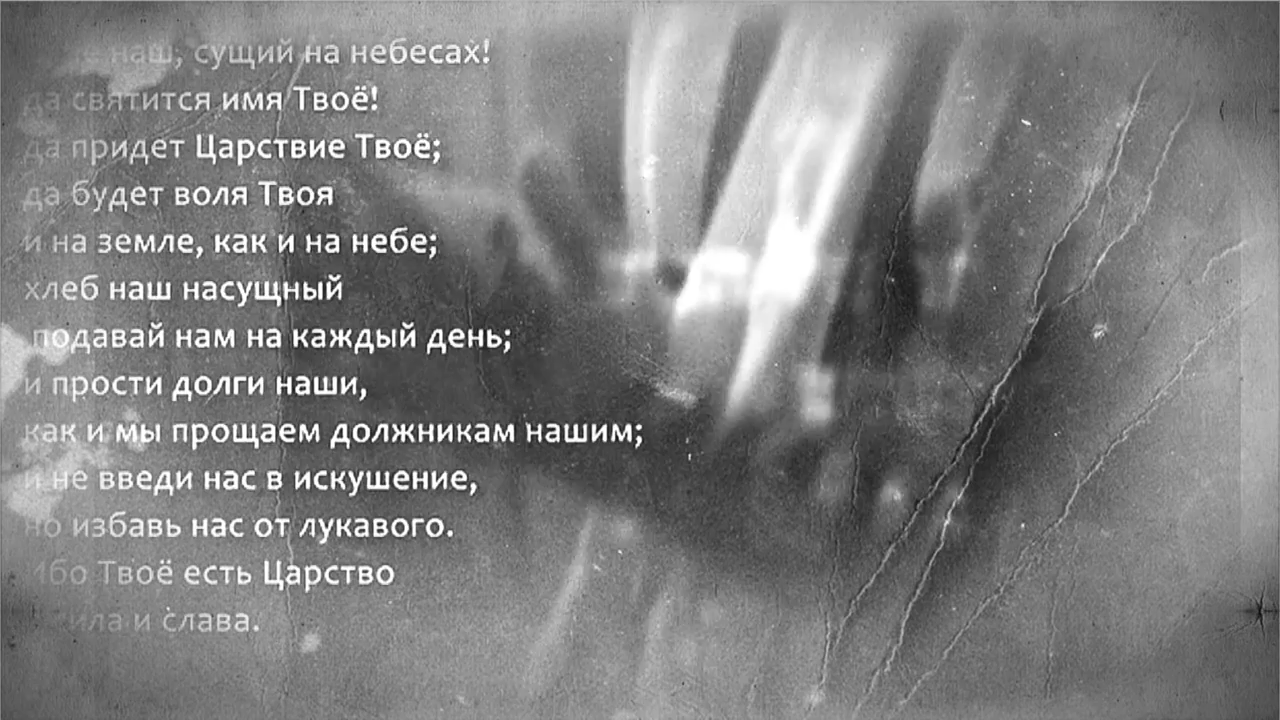 наш, сущий на небесах!
да святится имя Твоё!
да придет Царствие Твоё;
да будет воля Твоя
и на земле, как и на небе;
хлеб наш насущный
подавай нам на каждый день;
и прости долги наши,
как и мы прощаем должникам нашим;
и не введи нас в искушение,
но избавь нас от лукавого.
Ибо Твоё есть Царство
и слава.